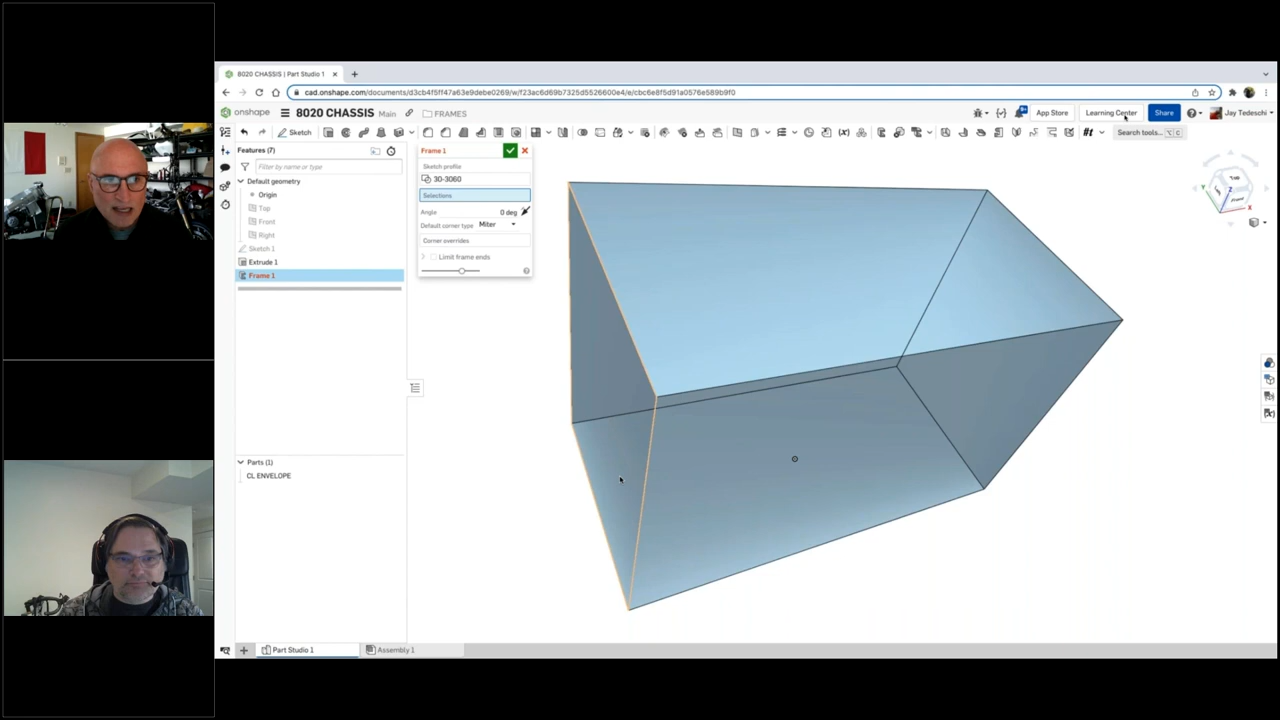 8020 CHASSIS | Part Studio 1
cad.onshape.com/documents/d3cb4f5ff47a63e9debe0269/w/f23ac6d69b7325d5526600e4/e/cbc6e8f5d91a0576e589b9f0
onshape
8020 CHASSIS Main FRAMES
App Store
Learning Center
Share
Jay Tedeschi
Sketch
Search tools...
Features (7)
Filter by name or type
Default geometry
Origin
Top
Front
Right
Sketch 1
Extrude 1
Frame 1
Frame 1
Sketch profile
30-3060
Selections
Angle 0 deg
Default corner type Miter
Corner overrides
Limit frame ends
Top
Front
Z
Y
X
Parts (1)
CL ENVELOPE
Part Studio 1
Assembly 1